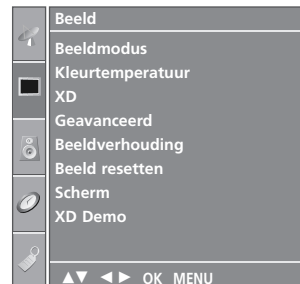 Beeld
Beeldmodus
Kleurtemperatuur
XD
Geavanceerd
Beeldverhouding
Beeld resetten
Scherm
XD Demo
▲▼ ◄► OK MENU